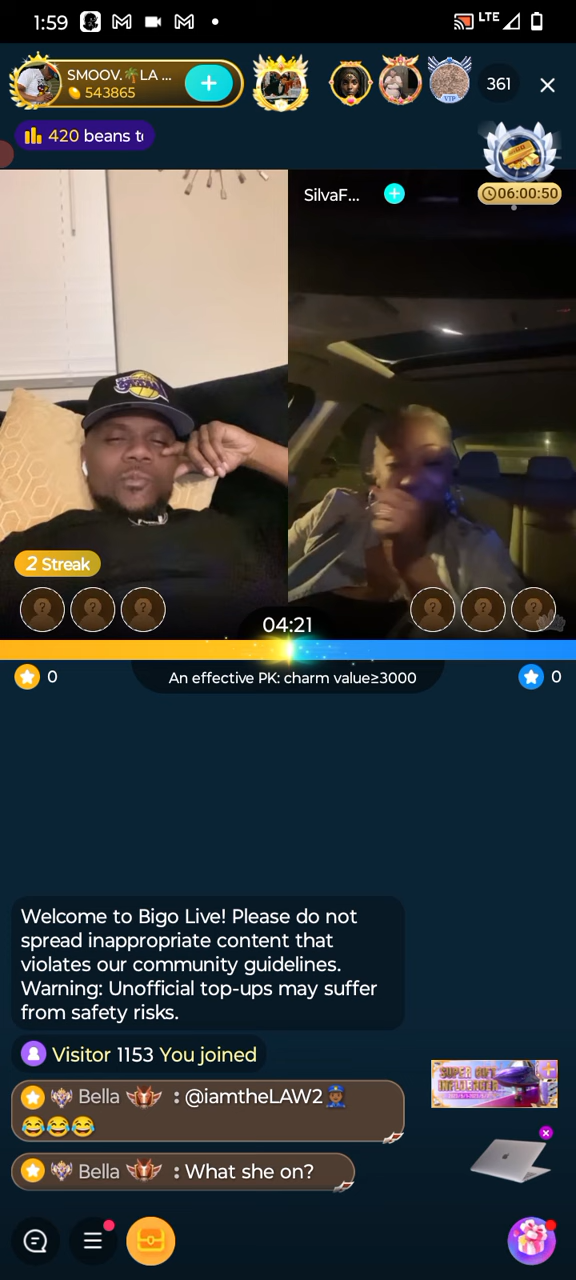 1:59
LTE
SMOOV.🌴LA ...
543865
361
420 beans t
06:00:50
SilvaF...
2 Streak
04:21
0
An effective PK: charm value≥3000
0
Welcome to Bigo Live! Please do not
spread inappropriate content that
violates our community guidelines.
Warning: Unofficial top-ups may suffer
from safety risks.
Visitor 1153 You joined
Bella : @iamtheLAW2👮🏾‍♂️
😂😂😂
Bella : What she on?
SUPER GIFT